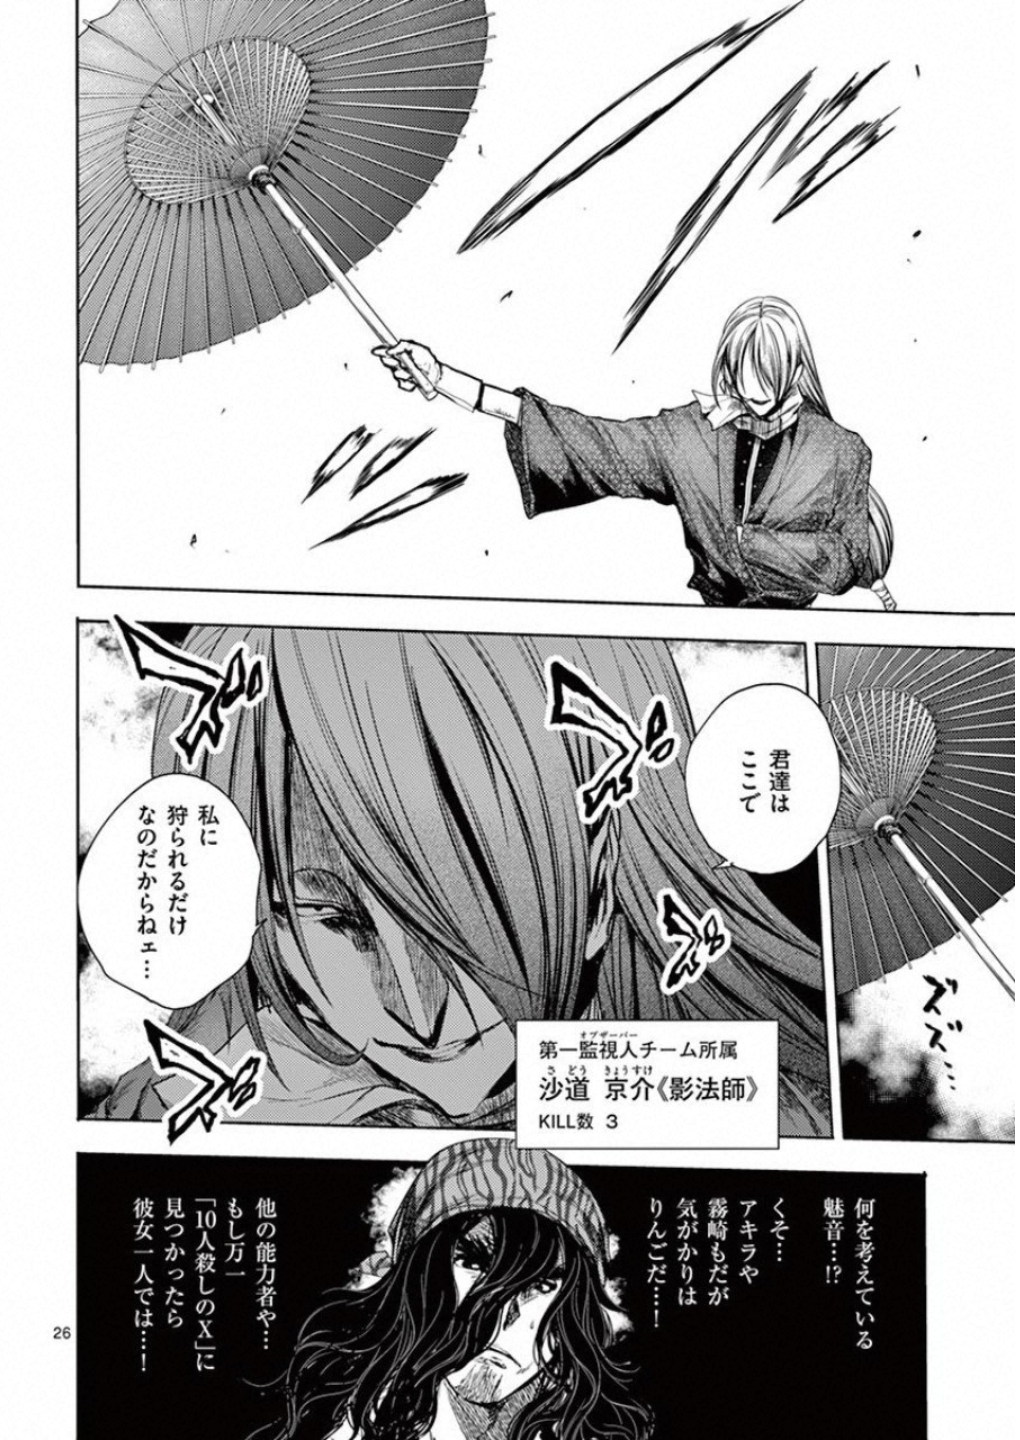 君達は
ここで
ズズ…
私に
狩られるだけ
なのだからねェ…
オブザーバー
第一監視人チーム所属
さどう きょうすけ
沙道 京介《影法師》
KILL数 3
何を考えている
魅音…!?
くそ…
アキラや
霧崎もだが
気がかりは
りんごだ…!
他の能力者や…
もし万一
「10人殺しのX」に
見つかったら
彼女一人では…!
26